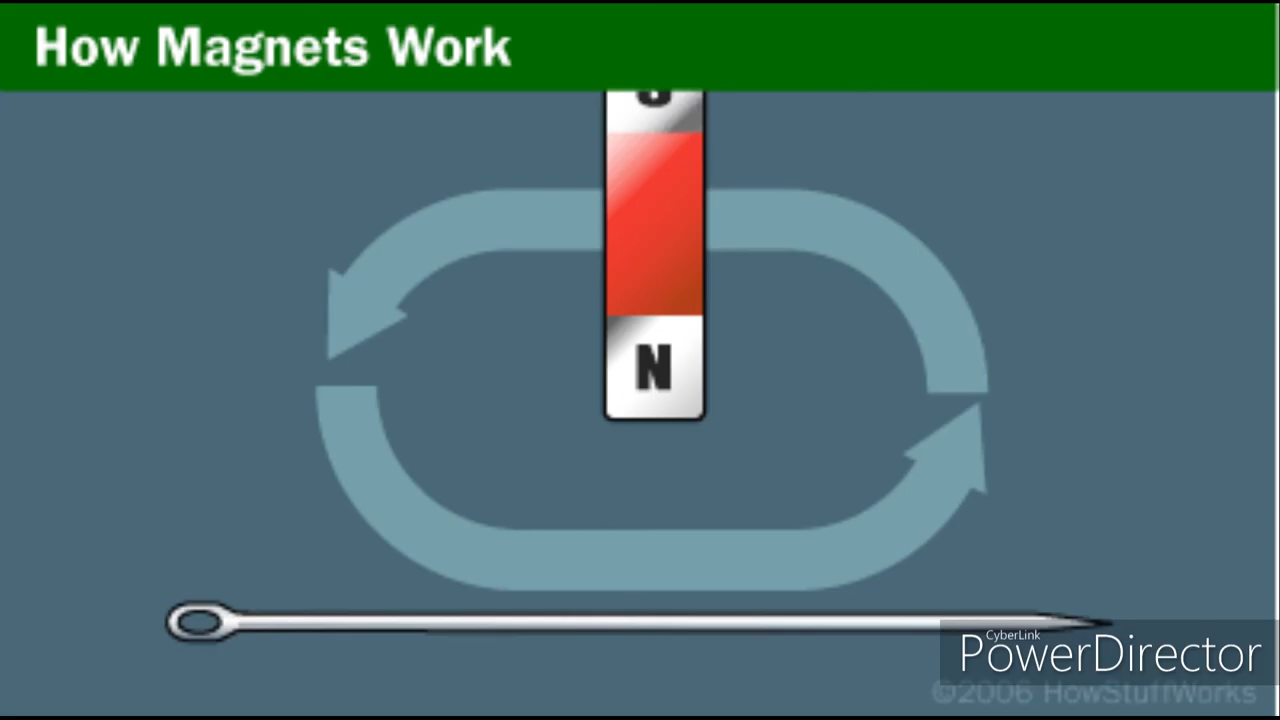 How Magnets Work
S
N
CyberLink
PowerDirector
©2006 HowStuffWorks